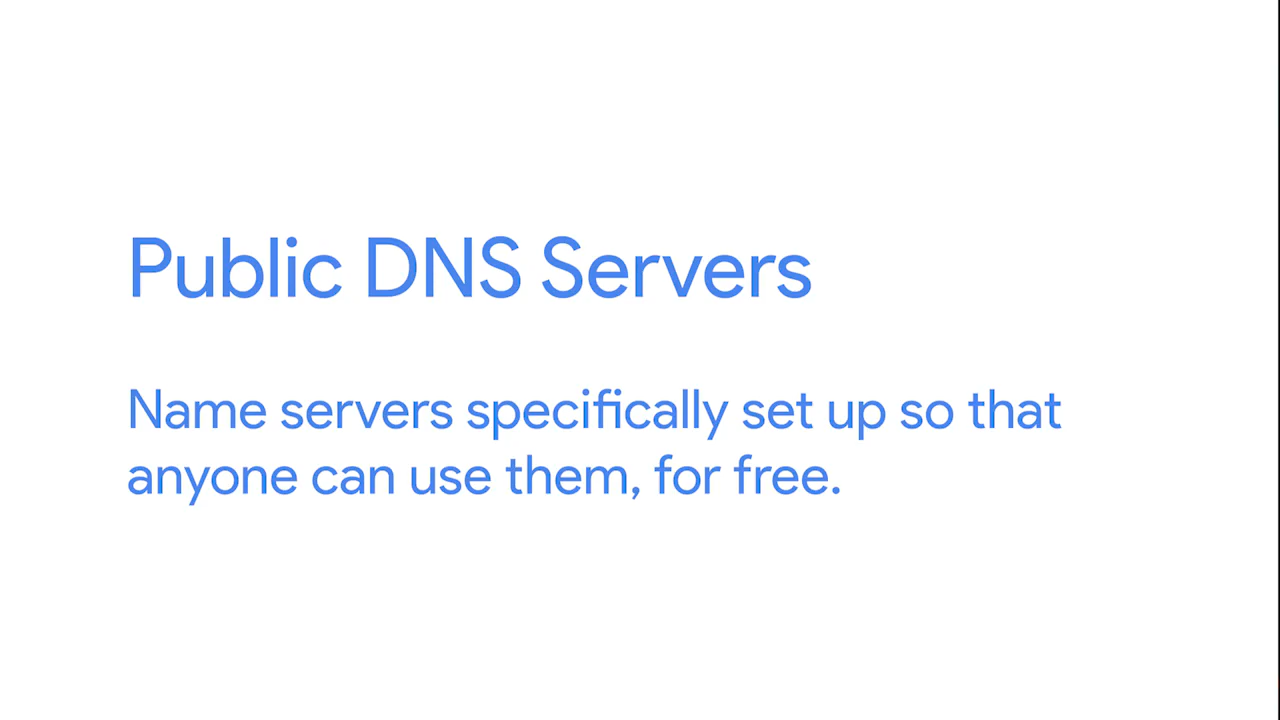 Public DNS Servers
Name servers specifically set up so that
anyone can use them, for free.